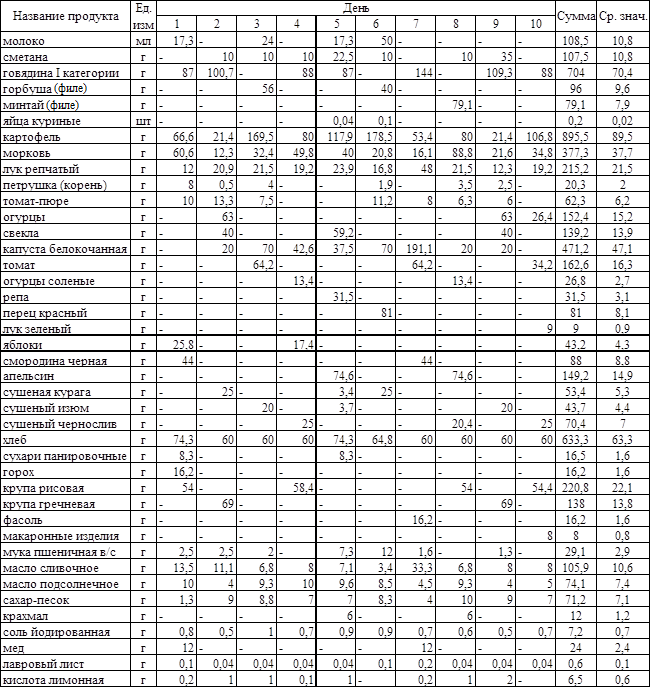 Название продукта Ед. изм День Сумма Ср. знач.
1 2 3 4 5 6 7 8 9 10
молоко мл 17,3 - 24 - 17,3 50 - - - - 108,5 10,8
сметана г - 10 10 10 22,5 10 - 10 35 - 107,5 10,8
говядина I категории г 87 100,7 - 88 87 - 144 - 109,3 88 704 70,4
горбуша (филе) г - - 56 - - 40 - - - - 96 9,6
минтай (филе) г - - - - - - - 79,1 - - 79,1 7,9
яйца куриные шт - - - - 0,04 0,1 - - - - 0,2 0,02
картофель г 66,6 21,4 169,5 80 117,9 178,5 53,4 80 21,4 106,8 895,5 89,5
морковь г 60,6 12,3 32,4 49,8 40 20,8 16,1 88,8 21,6 34,8 377,3 37,7
лук репчатый г 12 20,9 21,5 19,2 23,9 16,8 48 21,5 12,3 19,2 215,2 21,5
петрушка (корень) г 8 0,5 4 - - 1,9 - 3,5 2,5 - 20,3 2
томат-пюре г 10 13,3 7,5 - - 11,2 8 6,3 6 - 62,3 6,2
огурцы г - 63 - - - - - - 63 26,4 152,4 15,2
свекла г - 40 - - 59,2 - - - 40 - 139,2 13,9
капуста белокочанная г - 20 70 42,6 37,5 70 191,1 20 20 - 471,2 47,1
томат г - - 64,2 - - - 64,2 - - 34,2 162,6 16,3
огурцы соленые г - - - 13,4 - - - 13,4 - - 26,8 2,7
репа г - - - - 31,5 - - - - - 31,5 3,1
перец красный г - - - - - 81 - - - - 81 8,1
лук зеленый г - - - - - - - - - 9 9 0,9
яблоки г 25,8 - - 17,4 - - - - - - 43,2 4,3
смородина черная г 44 - - - - - 44 - - - 88 8,8
апельсин г - - - - 74,6 - - 74,6 - - 149,2 14,9
сушеная курага г - 25 - - 3,4 25 - - - - 53,4 5,3
сушеный изюм г - - 20 - 3,7 - - - 20 - 43,7 4,4
сушеный чернослив г - - - 25 - - - 20,4 - 25 70,4 7
хлеб г 74,3 60 60 60 74,3 64,8 60 60 60 60 633,3 63,3
сухари панировочные г 8,3 - - - 8,3 - - - - - 16,5 1,6
горох г 16,2 - - - - - - - - - 16,2 1,6
крупа рисовая г 54 - - 58,4 - - - 54 - 54,4 220,8 22,1
крупа гречневая г - 69 - - - - - - 69 - 138 13,8
фасоль г - - - - - - 16,2 - - - 16,2 1,6
макаронные изделия г - - - - - - - - - 8 8 0,8
мука пшеничная в/с г 2,5 2,5 2 - 7,3 12 1,6 - 1,3 - 29,1 2,9
масло сливочное г 13,5 11,1 6,8 8 7,1 3,4 33,3 6,8 8 8 105,9 10,6
масло подсолнечное г 10 4 9,3 10 9,6 8,5 4,5 9,3 4 5 74,1 7,4
сахар-песок г 1,3 9 8,8 7 7 8,3 4 10 9 7 71,2 7,1
крахмал г - - - - 6 - - 6 - - 12 1,2
соль йодированная г 0,8 0,5 1 0,7 0,9 0,9 0,7 0,6 0,5 0,7 7,2 0,7
мед г 12 - - - - - 12 - - - 24 2,4
лавровый лист г 0,1 0,04 0,04 0,04 0,04 0,1 0,2 0,04 0,04 0,04 0,6 0,1
кислота лимонная г 0,2 1 1 0,1 1 - 0,2 1 2 - 6,5 0,6